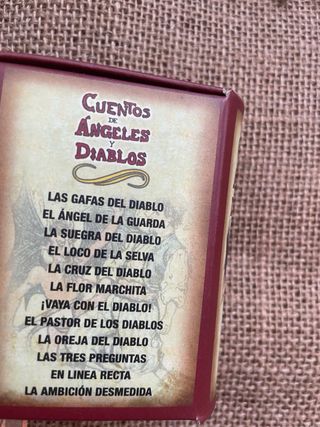 CUENTOS
DE
ÁNGELES
Y
DIABLOS
LAS GAFAS DEL DIABLO
EL ÁNGEL DE LA GUARDA
LA SUEGRA DEL DIABLO
EL LOCO DE LA SELVA
LA CRUZ DEL DIABLO
LA FLOR MARCHITA
¡VAYA CON EL DIABLO!
EL PASTOR DE LOS DIABLOS
LA OREJA DEL DIABLO
LAS TRES PREGUNTAS
EN LINEA RECTA
LA AMBICIÓN DESMEDIDA